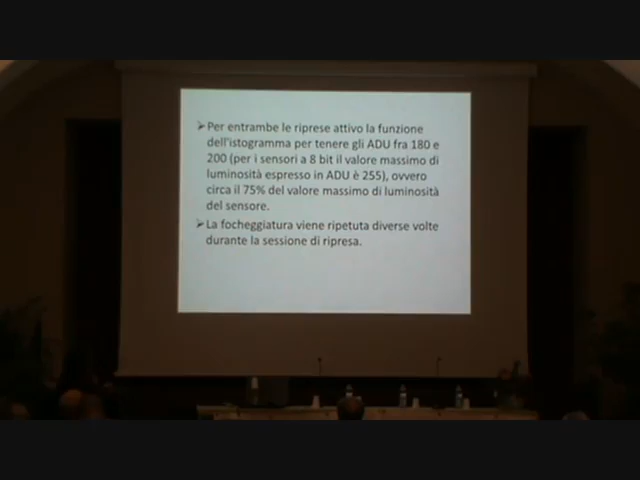 ➢Per entrambe le riprese attivo la funzione
dell'istogramma per tenere gli ADU fra 180 e
200 (per i sensori a 8 bit il valore massimo di
luminosità espresso in ADU è 255), ovvero
circa il 75% del valore massimo di luminosità
del sensore.
➢La focheggiatura viene ripetuta diverse volte
durante la sessione di ripresa.